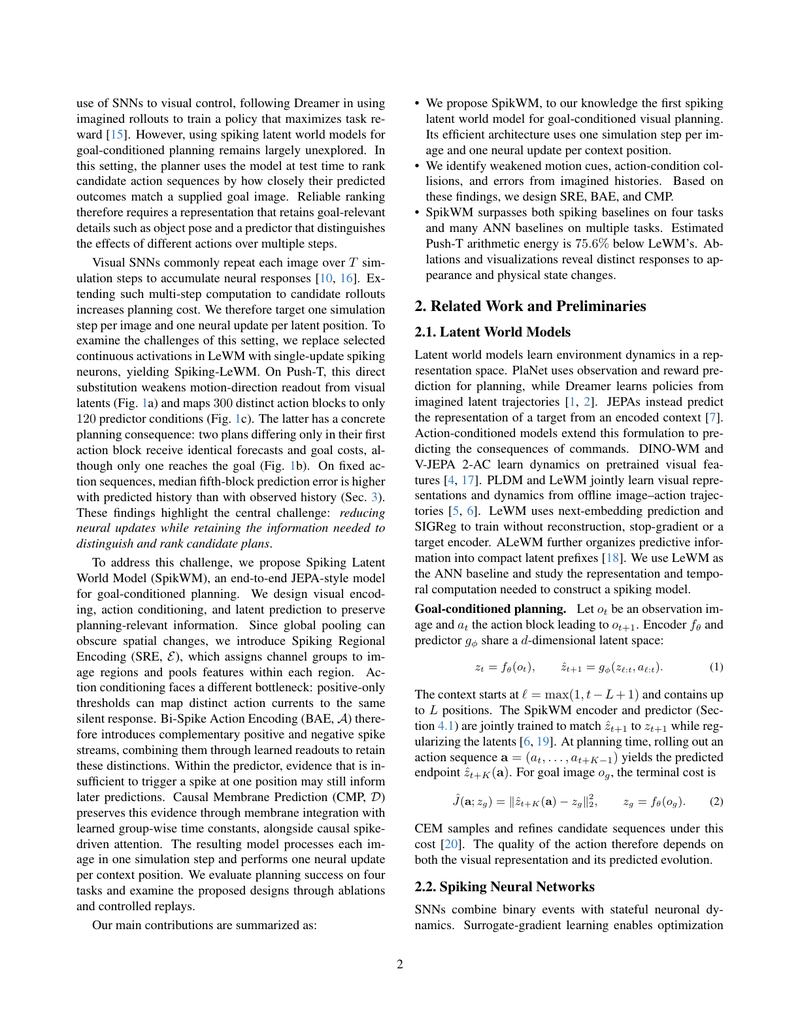 use of SNNs to visual control, following Dreamer in using
imagined rollouts to train a policy that maximizes task re-
ward [15]. However, using spiking latent world models for
goal-conditioned planning remains largely unexplored. In
this setting, the planner uses the model at test time to rank
candidate action sequences by how closely their predicted
outcomes match a supplied goal image. Reliable ranking
therefore requires a representation that retains goal-relevant
details such as object pose and a predictor that distinguishes
the effects of different actions over multiple steps.
Visual SNNs commonly repeat each image over T sim-
ulation steps to accumulate neural responses [10, 16]. Ex-
tending such multi-step computation to candidate rollouts
increases planning cost. We therefore target one simulation
step per image and one neural update per latent position. To
examine the challenges of this setting, we replace selected
continuous activations in LeWM with single-update spiking
neurons, yielding Spiking-LeWM. On Push-T, this direct
substitution weakens motion-direction readout from visual
latents (Fig. 1a) and maps 300 distinct action blocks to only
120 predictor conditions (Fig. 1c). The latter has a concrete
planning consequence: two plans differing only in their first
action block receive identical forecasts and goal costs, al-
though only one reaches the goal (Fig. 1b). On fixed ac-
tion sequences, median fifth-block prediction error is higher
with predicted history than with observed history (Sec. 3).
These findings highlight the central challenge: reducing
neural updates while retaining the information needed to
distinguish and rank candidate plans.
To address this challenge, we propose Spiking Latent
World Model (SpikWM), an end-to-end JEPA-style model
for goal-conditioned planning. We design visual encod-
ing, action conditioning, and latent prediction to preserve
planning-relevant information. Since global pooling can
obscure spatial changes, we introduce Spiking Regional
Encoding (SRE, ℰ), which assigns channel groups to im-
age regions and pools features within each region. Ac-
tion conditioning faces a different bottleneck: positive-only
thresholds can map distinct action currents to the same
silent response. Bi-Spike Action Encoding (BAE, 𝒜) there-
fore introduces complementary positive and negative spike
streams, combining them through learned readouts to retain
these distinctions. Within the predictor, evidence that is in-
sufficient to trigger a spike at one position may still inform
later predictions. Causal Membrane Prediction (CMP, 𝒟)
preserves this evidence through membrane integration with
learned group-wise time constants, alongside causal spike-
driven attention. The resulting model processes each im-
age in one simulation step and performs one neural update
per context position. We evaluate planning success on four
tasks and examine the proposed designs through ablations
and controlled replays.
Our main contributions are summarized as:
• We propose SpikWM, to our knowledge the first spiking
latent world model for goal-conditioned visual planning.
Its efficient architecture uses one simulation step per im-
age and one neural update per context position.
• We identify weakened motion cues, action-condition col-
lisions, and errors from imagined histories. Based on
these findings, we design SRE, BAE, and CMP.
• SpikWM surpasses both spiking baselines on four tasks
and many ANN baselines on multiple tasks. Estimated
Push-T arithmetic energy is 75.6% below LeWM's. Ab-
lations and visualizations reveal distinct responses to ap-
pearance and physical state changes.
2. Related Work and Preliminaries
2.1. Latent World Models
Latent world models learn environment dynamics in a rep-
resentation space. PlaNet uses observation and reward pre-
diction for planning, while Dreamer learns policies from
imagined latent trajectories [1, 2]. JEPAs instead predict
the representation of a target from an encoded context [7].
Action-conditioned models extend this formulation to pre-
dicting the consequences of commands. DINO-WM and
V-JEPA 2-AC learn dynamics on pretrained visual fea-
tures [4, 17]. PLDM and LeWM jointly learn visual repre-
sentations and dynamics from offline image–action trajec-
tories [5, 6]. LeWM uses next-embedding prediction and
SIGReg to train without reconstruction, stop-gradient or a
target encoder. ALeWM further organizes predictive infor-
mation into compact latent prefixes [18]. We use LeWM as
the ANN baseline and study the representation and tempo-
ral computation needed to construct a spiking model.
Goal-conditioned planning. Let o_t be an observation im-
age and a_t the action block leading to o_{t+1}. Encoder f_θ and
predictor g_ϕ share a d-dimensional latent space:
z_t = f_θ(o_t), ẑ_{t+1} = g_ϕ(z_{ℓ:t}, a_{ℓ:t}). (1)
The context starts at ℓ = max(1, t − L + 1) and contains up
to L positions. The SpikWM encoder and predictor (Sec-
tion 4.1) are jointly trained to match ẑ_{t+1} to z_{t+1} while reg-
ularizing the latents [6, 19]. At planning time, rolling out an
action sequence a = (a_t, . . . , a_{t+K−1}) yields the predicted
endpoint ẑ_{t+K}(a). For goal image o_g, the terminal cost is
Ĵ(a; z_g) = ∥ẑ_{t+K}(a) − z_g∥²₂, z_g = f_θ(o_g). (2)
CEM samples and refines candidate sequences under this
cost [20]. The quality of the action therefore depends on
both the visual representation and its predicted evolution.
2.2. Spiking Neural Networks
SNNs combine binary events with stateful neuronal dy-
namics. Surrogate-gradient learning enables optimization
2